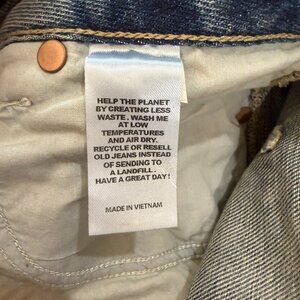 HELP THE PLANET
BY CREATING LESS
WASTE. WASH ME
AT LOW
TEMPERATURES
AND AIR DRY.
RECYCLE OR RESELL
OLD JEANS INSTEAD
OF SENDING TO
A LANDFILL.
HAVE A GREAT DAY!
MADE IN VIETNAM